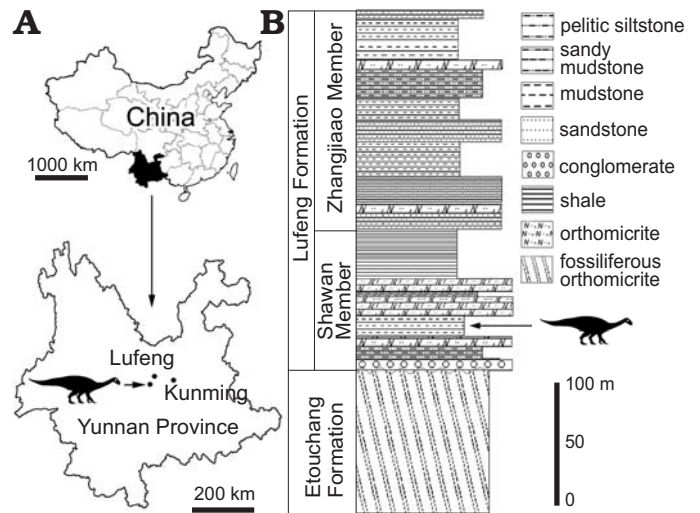 A
China
1000 km
Lufeng
Kunming
Yunnan Province
200 km
B
Lufeng Formation
Zhangjiaao Member
Shawan
Member
Etouchang
Formation
pelitic siltstone
sandy
mudstone
mudstone
sandstone
conglomerate
shale
orthomicrite
fossiliferous
orthomicrite
100 m
50
0